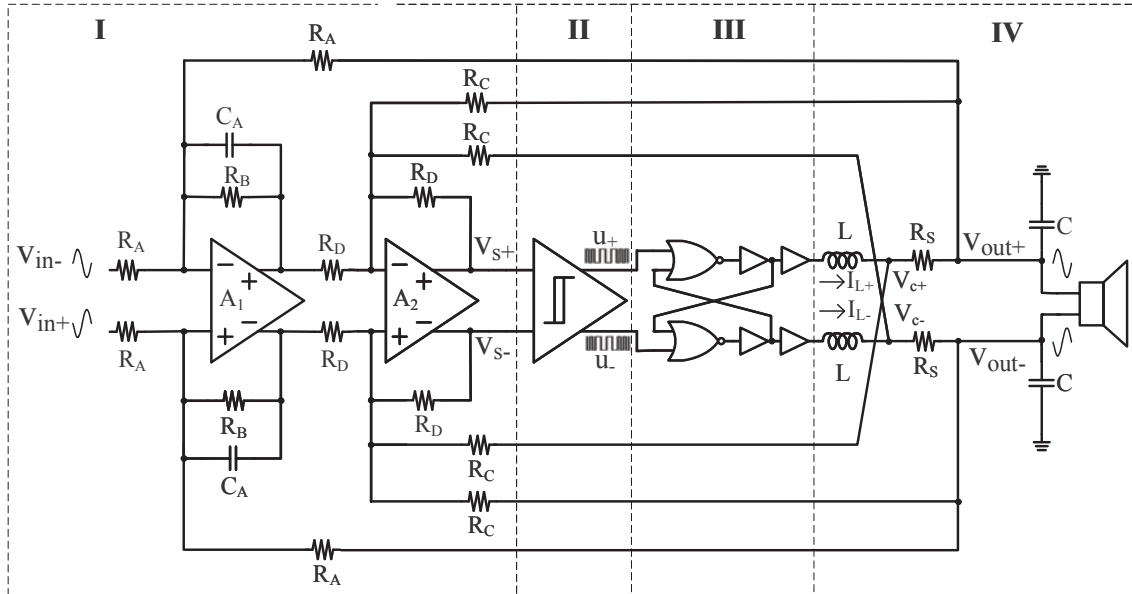 I II III IV
R_A
R_C
C_A
R_C
R_B R_D
C
V_in- R_A R_D V_S+ u_+ L R_S V_out+
− + A_1 − + − + A_2 + − I_L+ V_c+
I_L- V_c-
V_in+ R_A R_D V_S- u_- L R_S V_out-
R_B R_D
C
C_A R_C
R_C
R_A